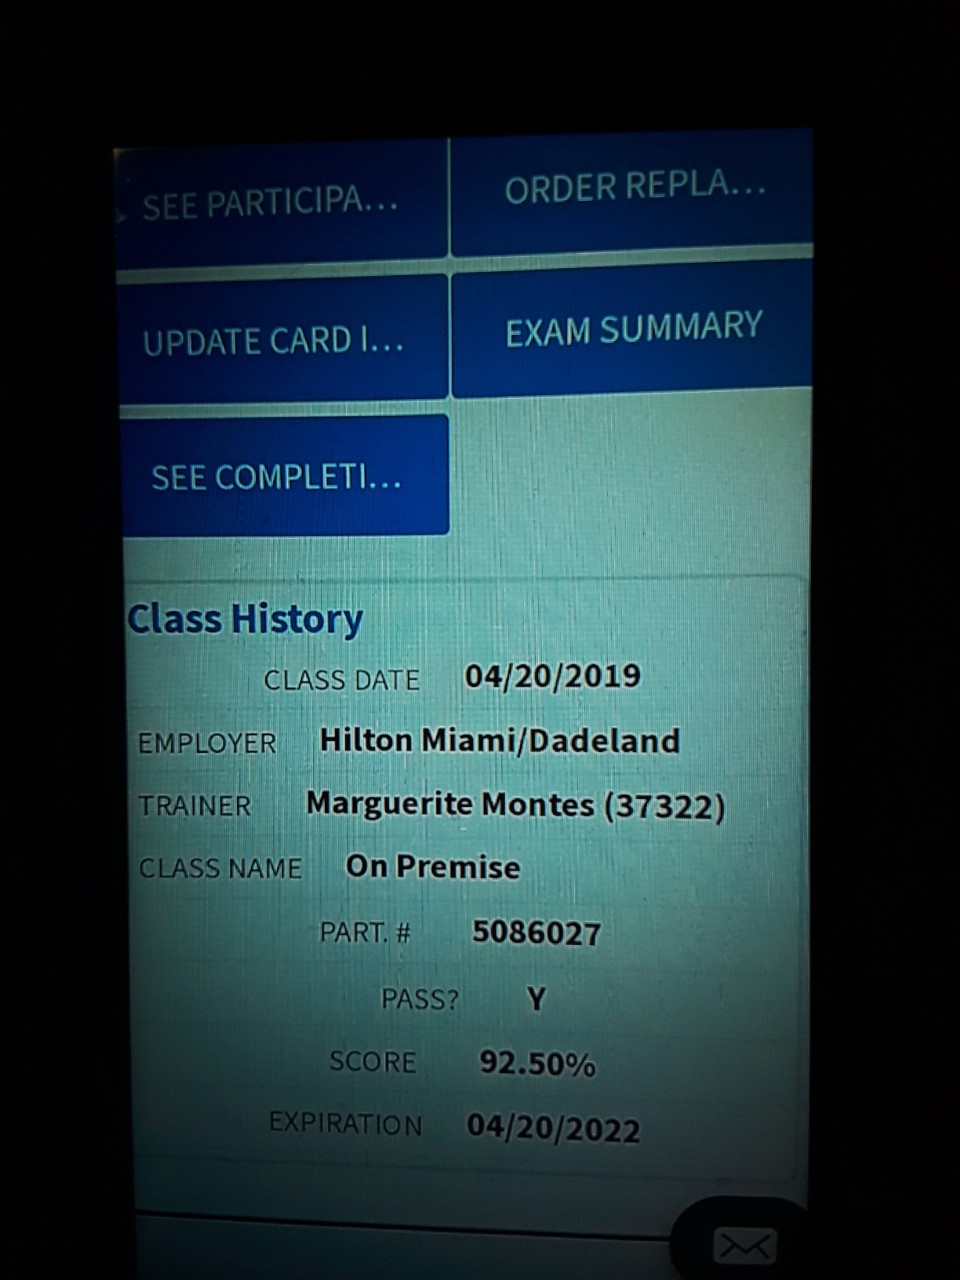 SEE PARTICIPA...
ORDER REPLA...
UPDATE CARD I...
EXAM SUMMARY
SEE COMPLETI...
Class History
CLASS DATE 04/20/2019
EMPLOYER Hilton Miami/Dadeland
TRAINER Marguerite Montes (37322)
CLASS NAME On Premise
PART. # 5086027
PASS? Y
SCORE 92.50%
EXPIRATION 04/20/2022